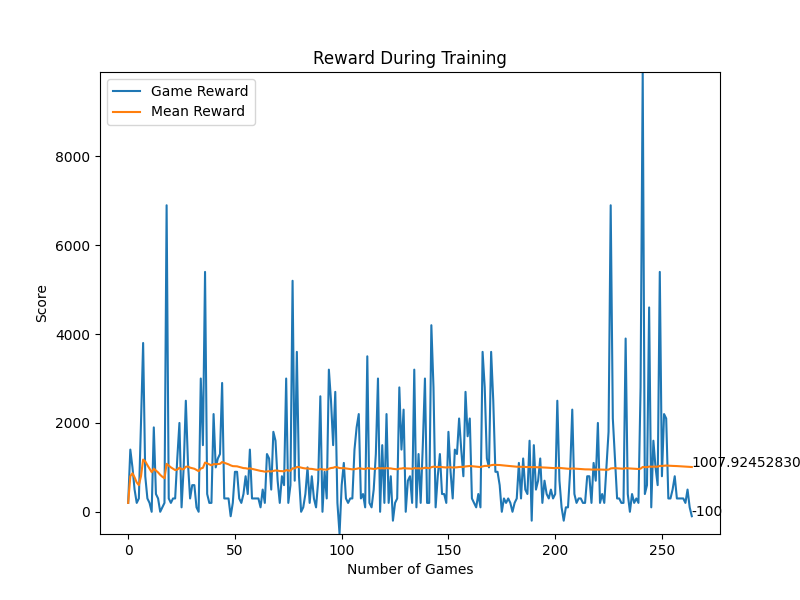 Reward During Training
Game Reward
Mean Reward
8000
6000
4000
2000
0
Score
0
50
100
150
200
250
Number of Games
1007.92452830
-100